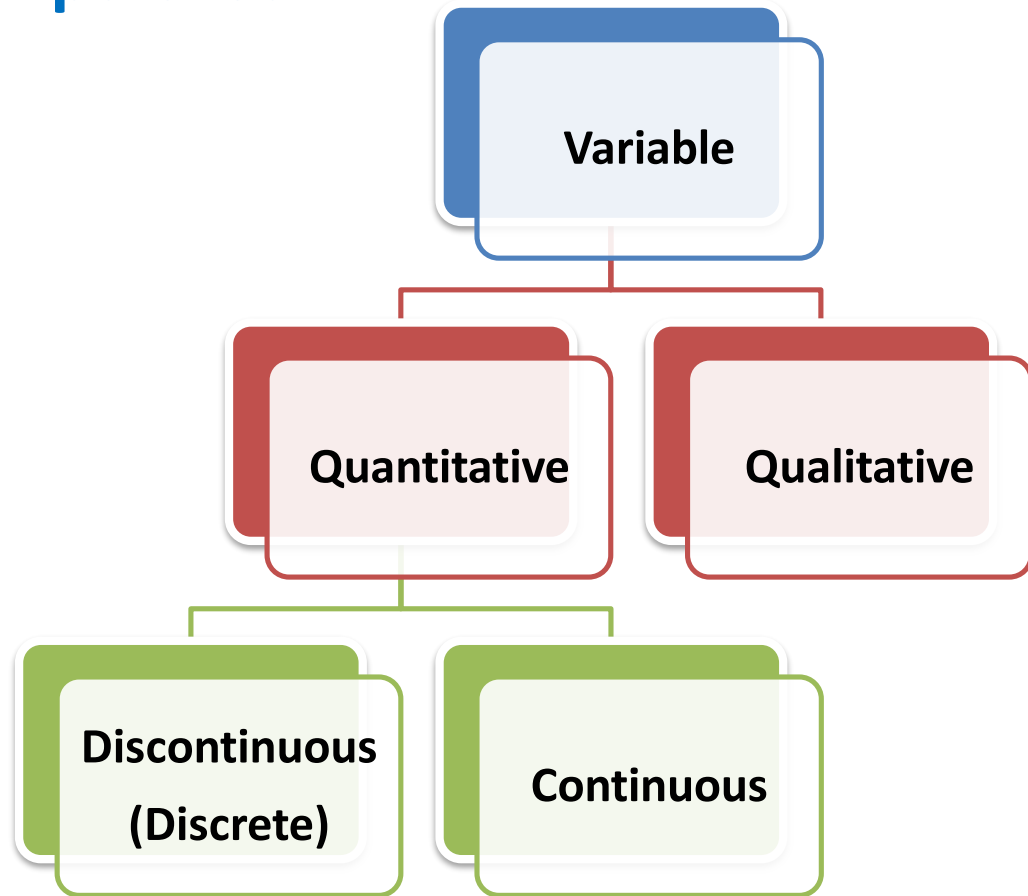 Variable
Quantitative
Qualitative
Discontinuous
(Discrete)
Continuous